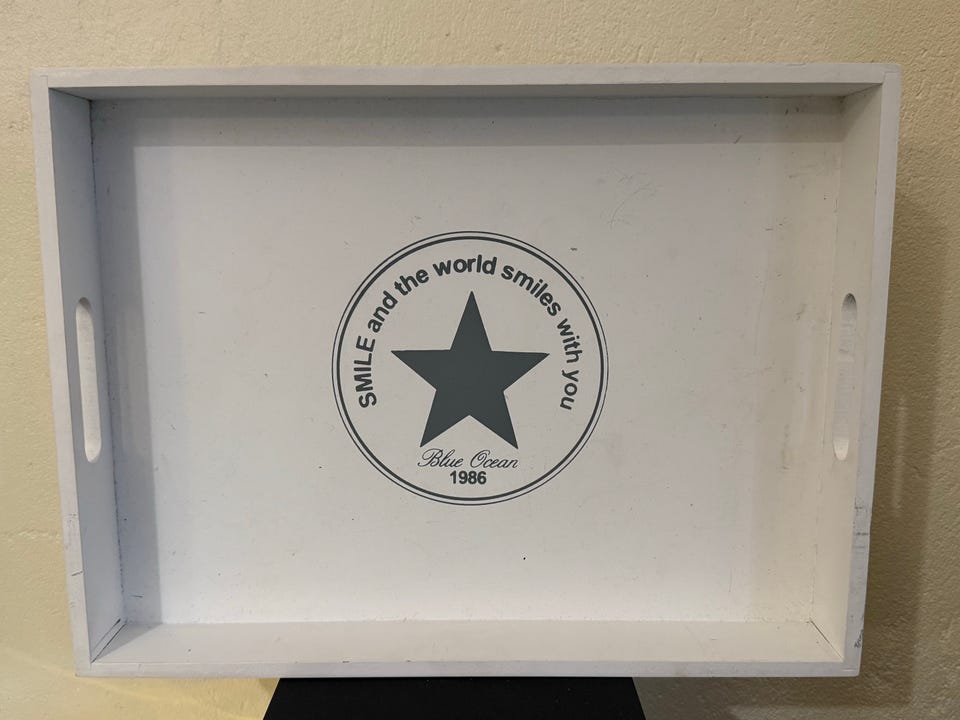 SMILE and the world smiles with you
Blue Ocean
1986